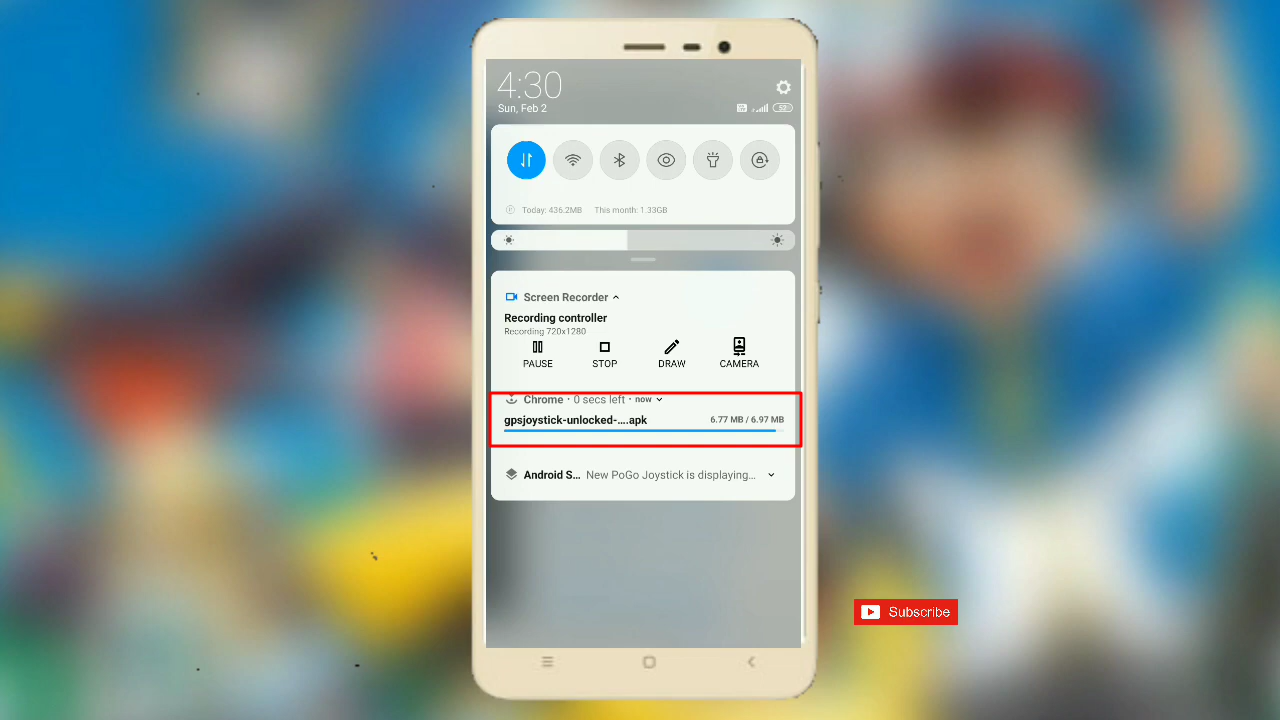 4:30
Sun, Feb 2
59
Today: 436.2MB This month: 1.33GB
Screen Recorder
Recording controller
Recording 720x1280
PAUSE STOP DRAW CAMERA
Chrome · 0 secs left · now
gpsjoystick-unlocked-....apk 6.77 MB / 6.97 MB
Android S... New PoGo Joystick is displaying...
Subscribe